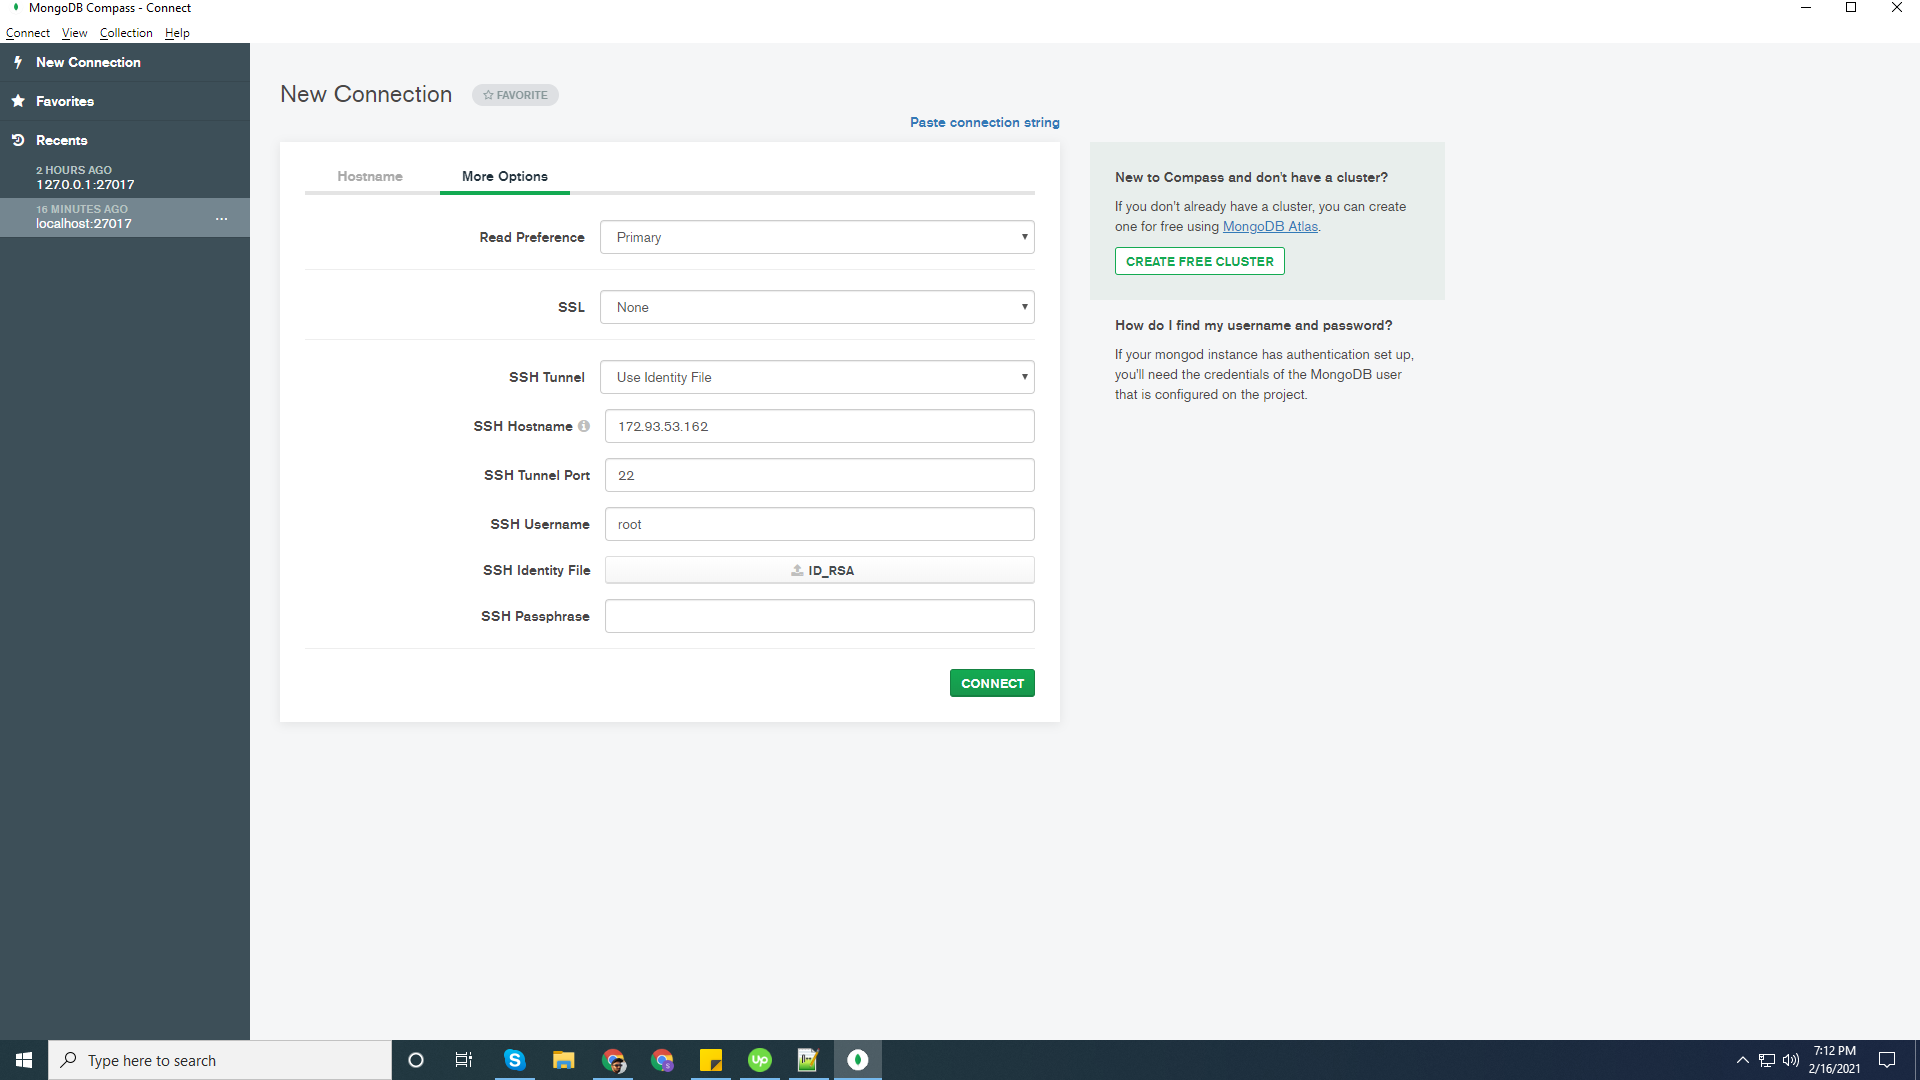 MongoDB Compass - Connect
Connect View Collection Help
New Connection
Favorites
Recents
2 HOURS AGO
127.0.0.1:27017
16 MINUTES AGO
localhost:27017
...
New Connection
FAVORITE
Paste connection string
Hostname
More Options
Read Preference
Primary
SSL
None
SSH Tunnel
Use Identity File
SSH Hostname
172.93.53.162
SSH Tunnel Port
22
SSH Username
root
SSH Identity File
ID_RSA
SSH Passphrase
CONNECT
New to Compass and don't have a cluster?
If you don't already have a cluster, you can create
one for free using MongoDB Atlas.
CREATE FREE CLUSTER
How do I find my username and password?
If your mongod instance has authentication set up,
you'll need the credentials of the MongoDB user
that is configured on the project.
Type here to search
S
Up
7:12 PM
2/16/2021